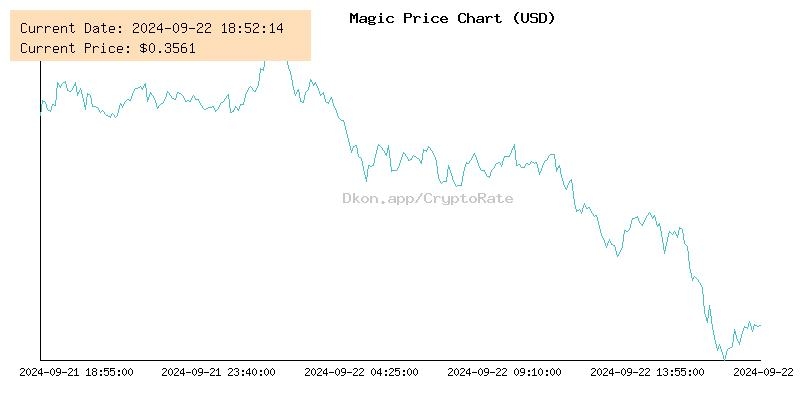 Magic Price Chart (USD)
Current Date: 2024-09-22 18:52:14
Current Price: $0.3561
Dkon.app/CryptoRate
2024-09-21 18:55:00 2024-09-21 23:40:00 2024-09-22 04:25:00 2024-09-22 09:10:00 2024-09-22 13:55:00 2024-09-22